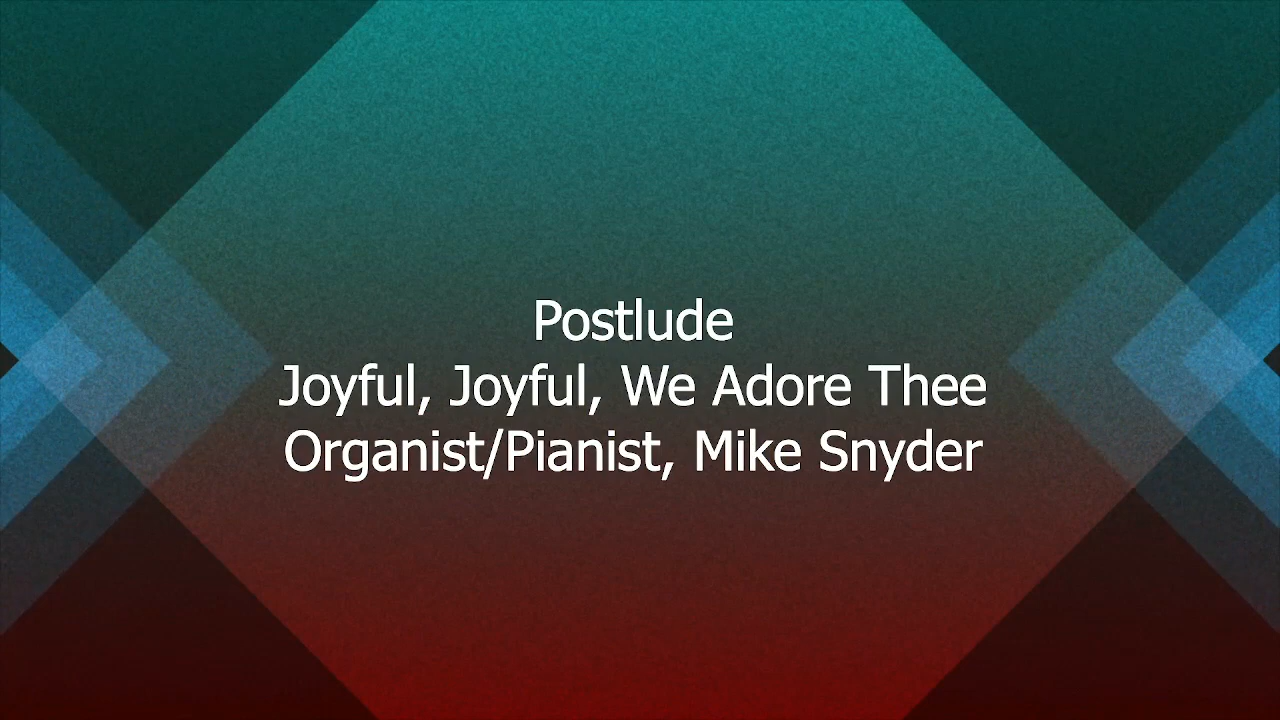 Postlude
Joyful, Joyful, We Adore Thee
Organist/Pianist, Mike Snyder